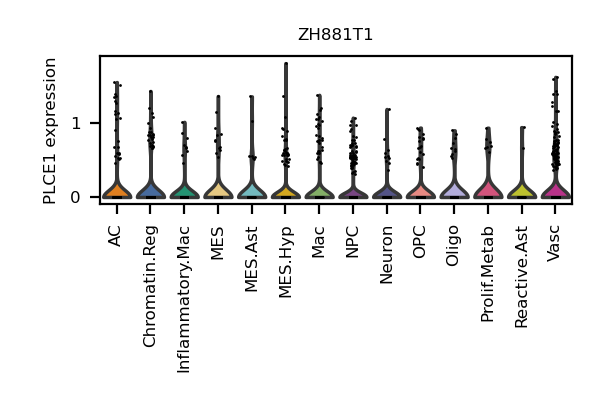 ZH881T1
PLCE1 expression
1
0
AC
Chromatin.Reg
Inflammatory.Mac
MES
MES.Ast
MES.Hyp
Mac
NPC
Neuron
OPC
Oligo
Prolif.Metab
Reactive.Ast
Vasc